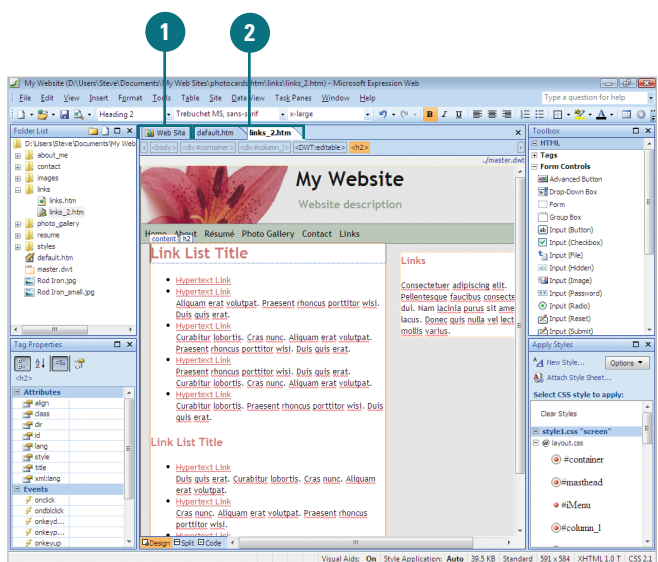 1 2
My Website (D:\Users\Steve\Documents\My Web Sites\photocardshtm\links\links_2.htm) - Microsoft Expression Web
File Edit View Insert Format Tools Table Site Data View Task Panes Window Help Type a question for help
Heading 2 Trebuchet MS, sans-serif x-large B I U A
Folder List
D:\Users\Steve\Documents\My Web
about_me
contact
images
links
links.htm
links_2.htm
photo_gallery
resume
styles
default.htm
master.dwt
Rod Iron.jpg
Rod Iron_small.jpg
Tag Properties
<h2>
Attributes
align
class
dir
id
lang
style
title
xml:lang
Events
onclick
ondblclick
onkeyd...
onkeyp...
onkeyup
Web Site default.htm links_2.htm
<body> <div#container> <div#column_l> <DWT:editable> <h2>
../master.dwt
My Website
Website description
Home About Résumé Photo Gallery Contact Links
content h2
Link List Title
Hypertext Link
Hypertext Link
Aliquam erat volutpat. Praesent rhoncus porttitor wisi.
Duis quis erat.
Hypertext Link
Curabitur lobortis. Cras nunc. Aliquam erat volutpat.
Praesent rhoncus porttitor wisi. Duis quis erat.
Hypertext Link
Praesent rhoncus porttitor wisi. Duis quis erat.
Curabitur lobortis. Cras nunc. Aliquam erat volutpat.
Hypertext Link
Curabitur lobortis. Praesent rhoncus porttitor wisi. Duis
quis erat.
Link List Title
Hypertext Link
Duis quis erat. Curabitur lobortis. Cras nunc. Aliquam
erat volutpat.
Hypertext Link
Cras nunc. Aliquam erat volutpat. Praesent rhoncus
porttitor wisi.
Hypertext Link
Links
Consectetuer adipiscing elit.
Pellentesque faucibus consecte
dui. Nam lacinia purus sit ame
lacus. Donec quis nulla vel lect
mollis varius.
Design Split Code
Toolbox
HTML
Tags
Form Controls
Advanced Button
Drop-Down Box
Form
Group Box
Input (Button)
Input (Checkbox)
Input (File)
Input (Hidden)
Input (Image)
Input (Password)
Input (Radio)
Input (Reset)
Input (Submit)
Apply Styles
New Style... Options
Attach Style Sheet...
Select CSS style to apply:
Clear Styles
style1.css "screen"
@ layout.css
#container
#masthead
#iMenu
#column_l
Visual Aids: On Style Application: Auto 39.5 KB Standard 591 x 584 XHTML 1.0 T CSS 2.1